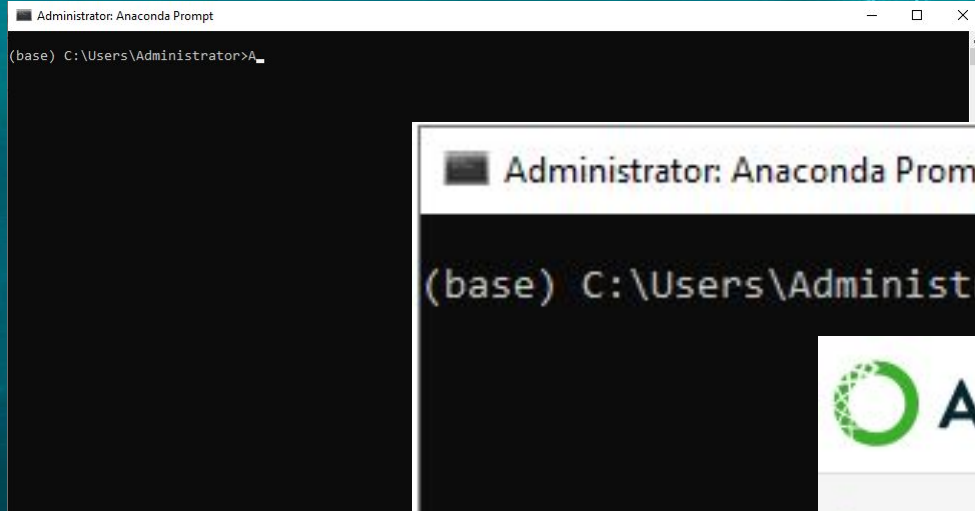 Administrator: Anaconda Prompt
(base) C:\Users\Administrator>A
Administrator: Anaconda Prom
(base) C:\Users\Administ
A